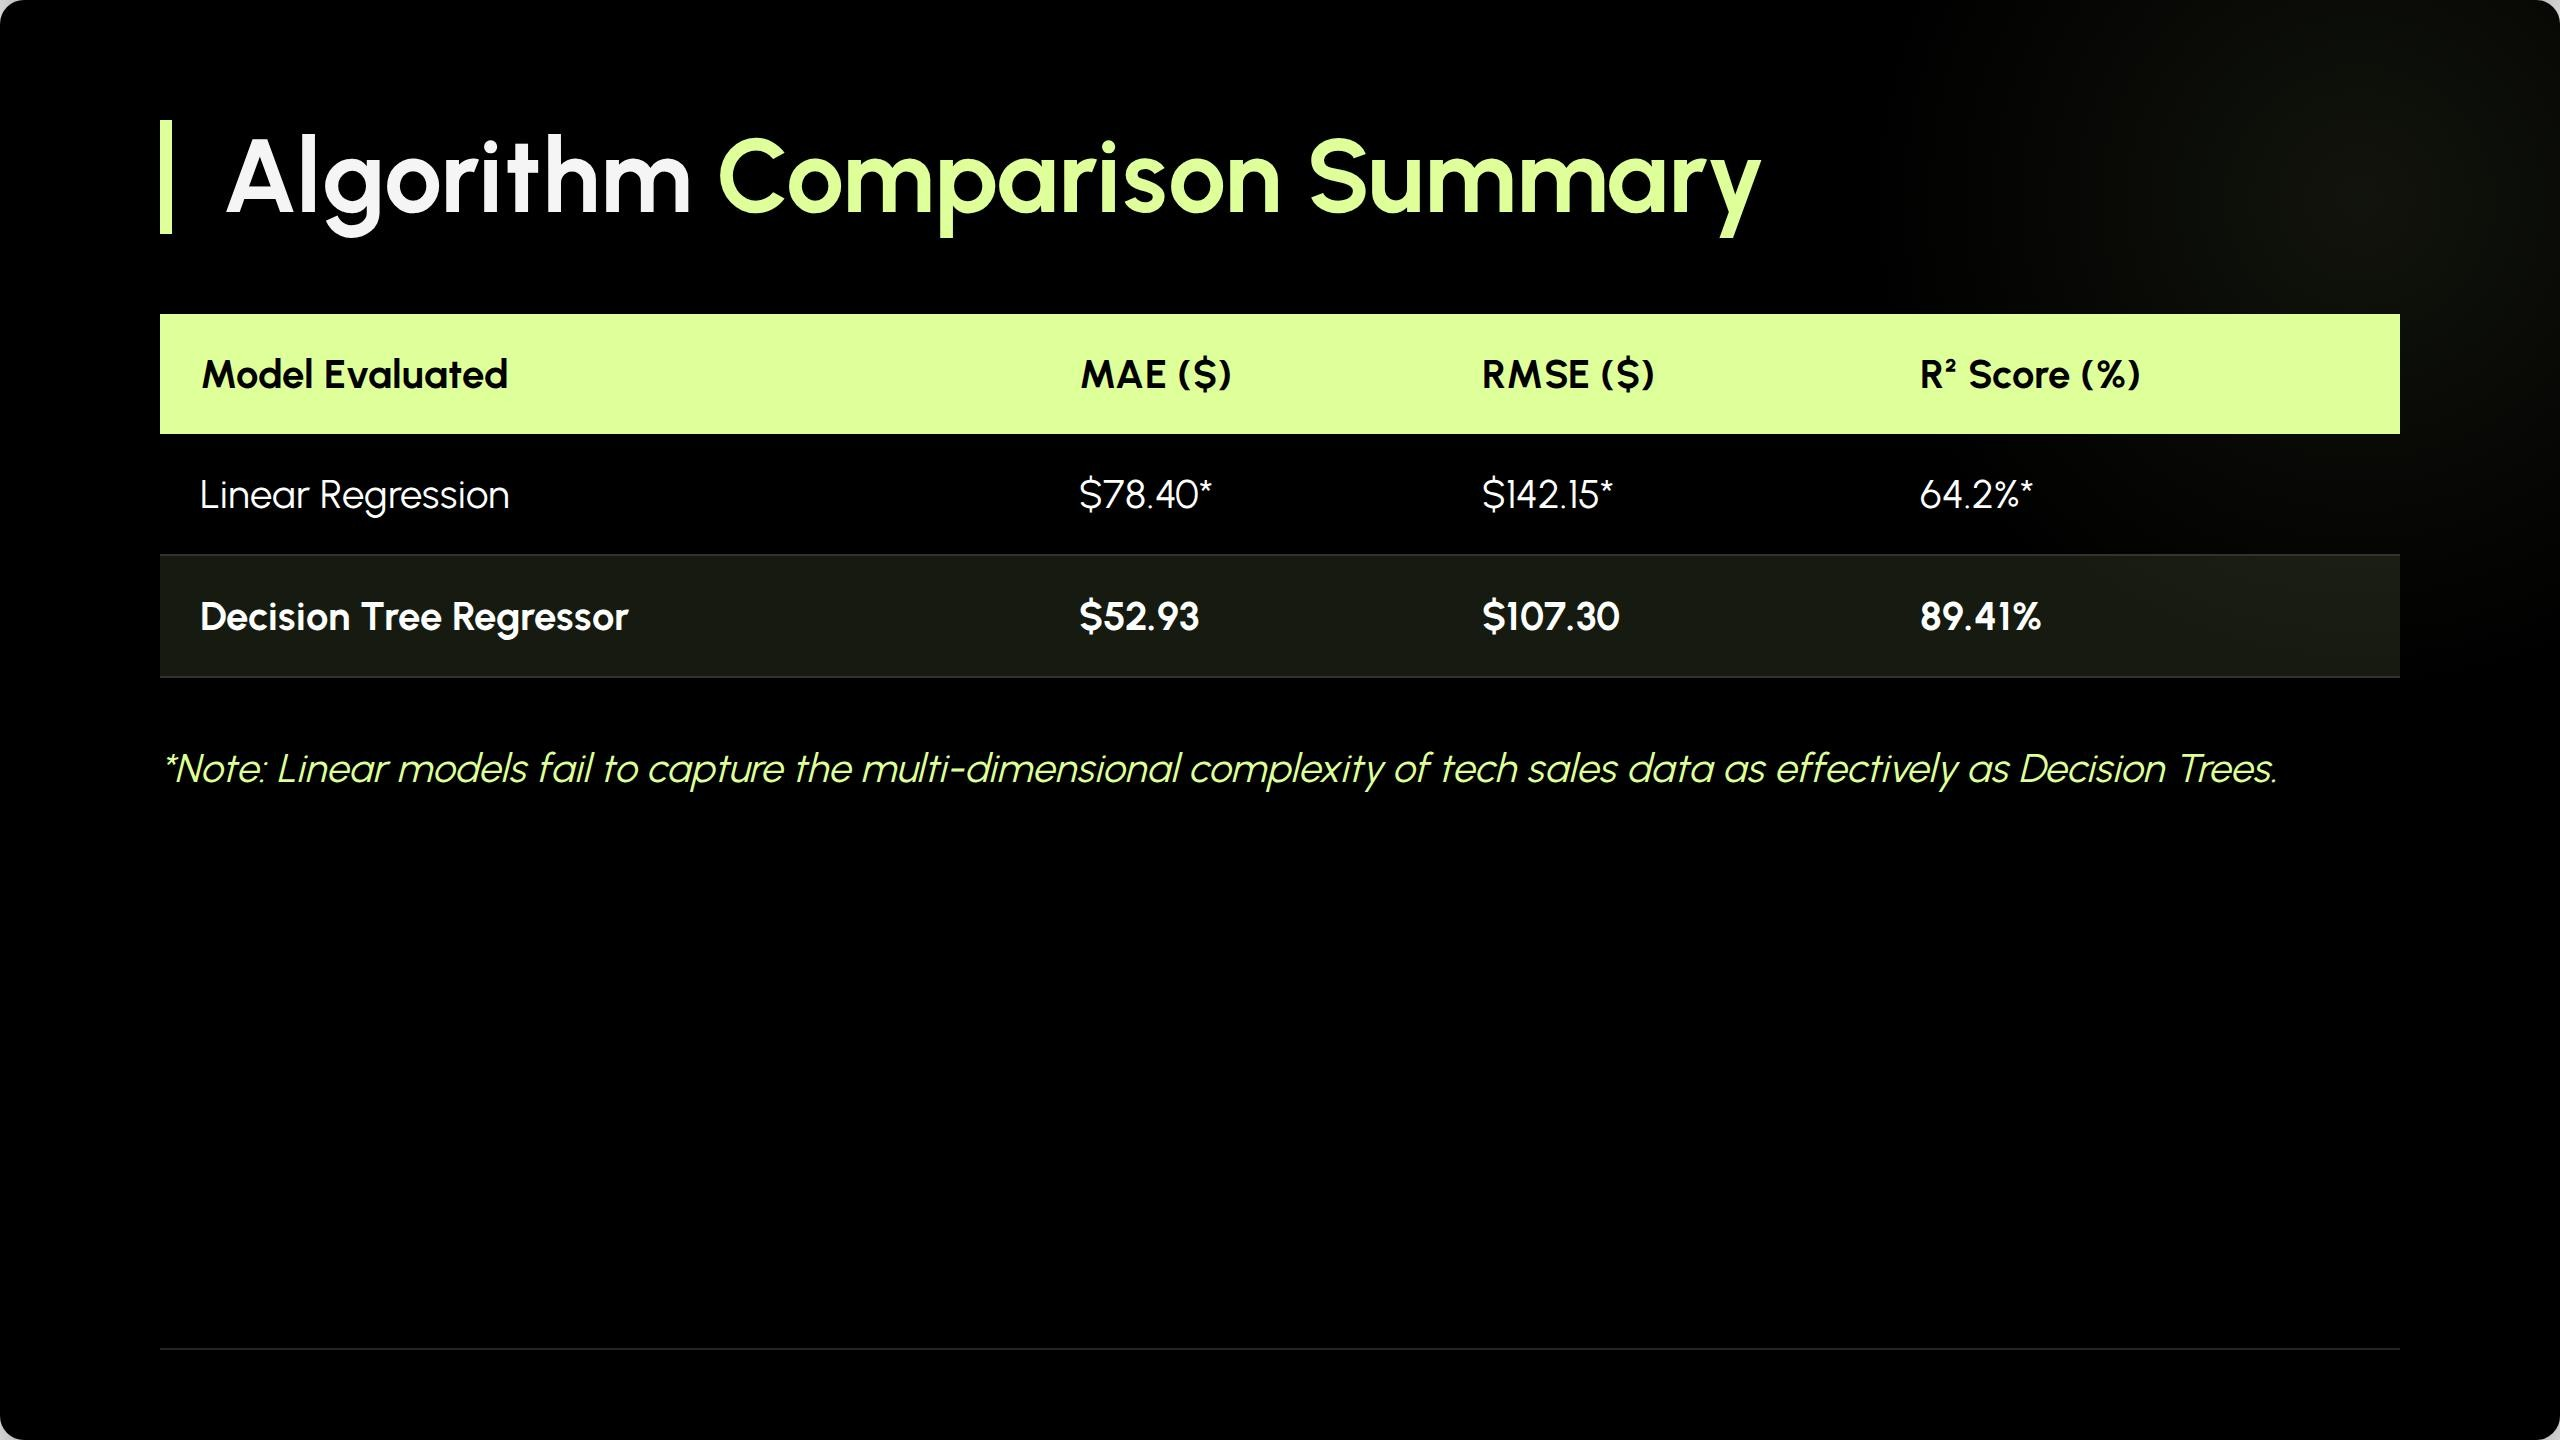 Algorithm Comparison Summary
Model Evaluated MAE ($) RMSE ($) R² Score (%)
Linear Regression $78.40* $142.15* 64.2%*
Decision Tree Regressor $52.93 $107.30 89.41%
*Note: Linear models fail to capture the multi-dimensional complexity of tech sales data as effectively as Decision Trees.